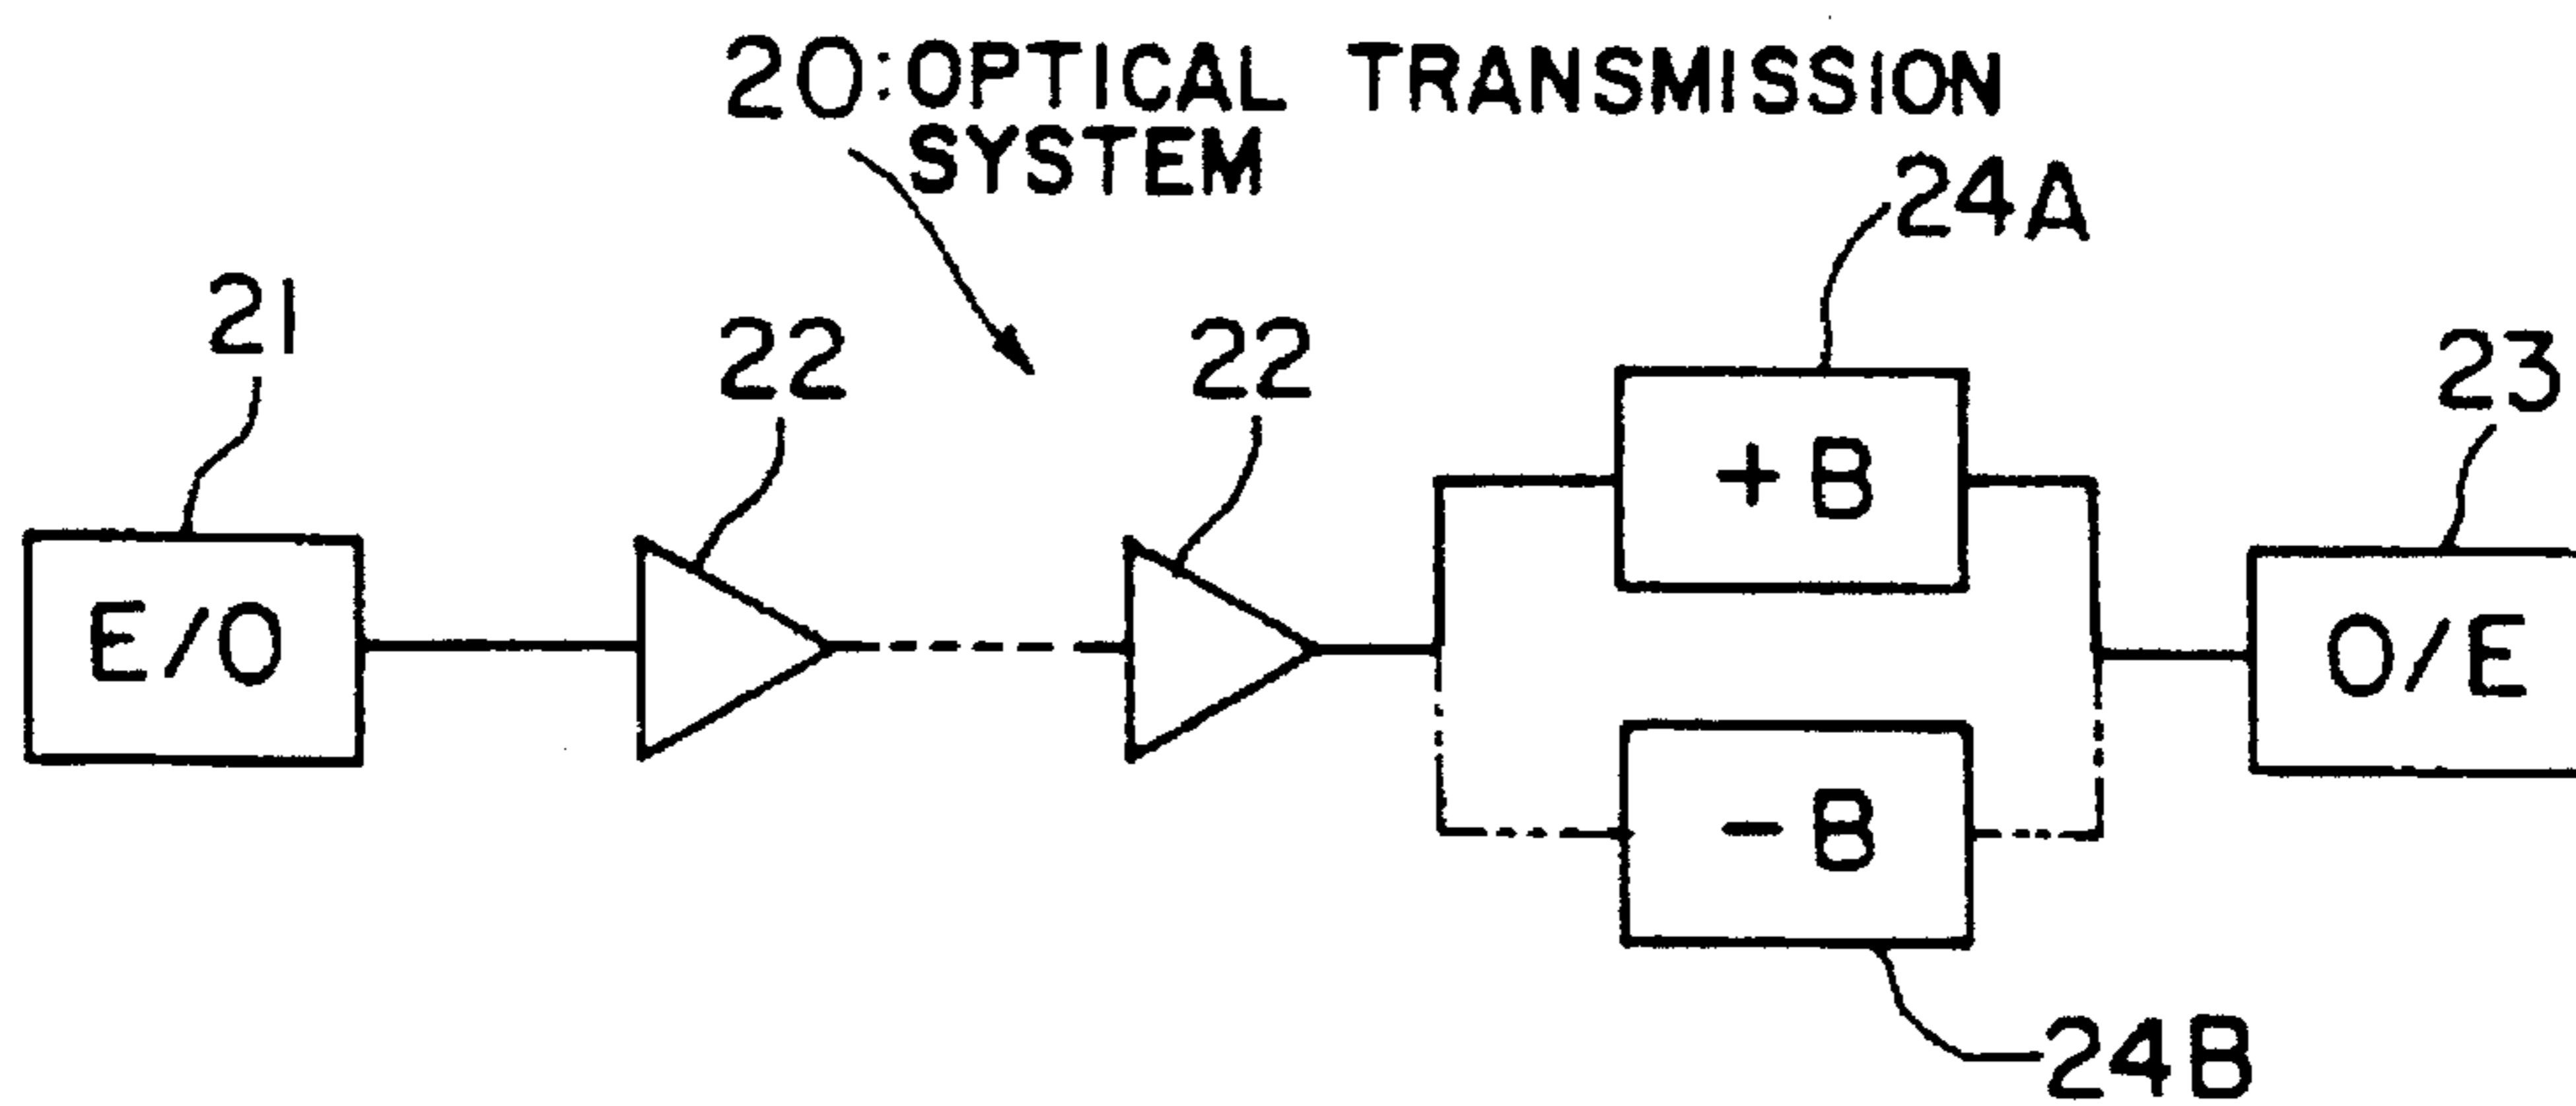 20:OPTICAL TRANSMISSION
SYSTEM
24A
21
22
22
23
+B
E/O
O/E
-B
24B